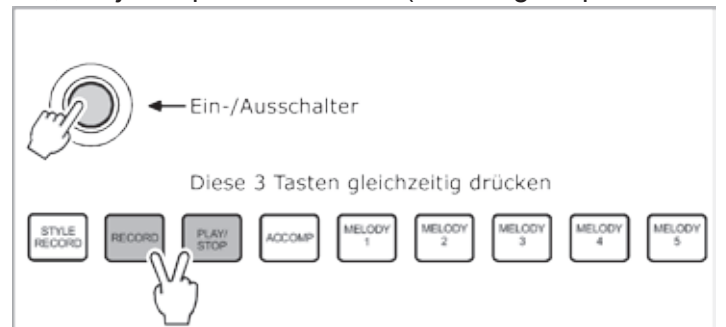 Ein-/Ausschalter
Diese 3 Tasten gleichzeitig drücken
STYLE
RECORD
RECORD
PLAY/
STOP
ACCOMP
MELODY
1
MELODY
2
MELODY
3
MELODY
4
MELODY
5